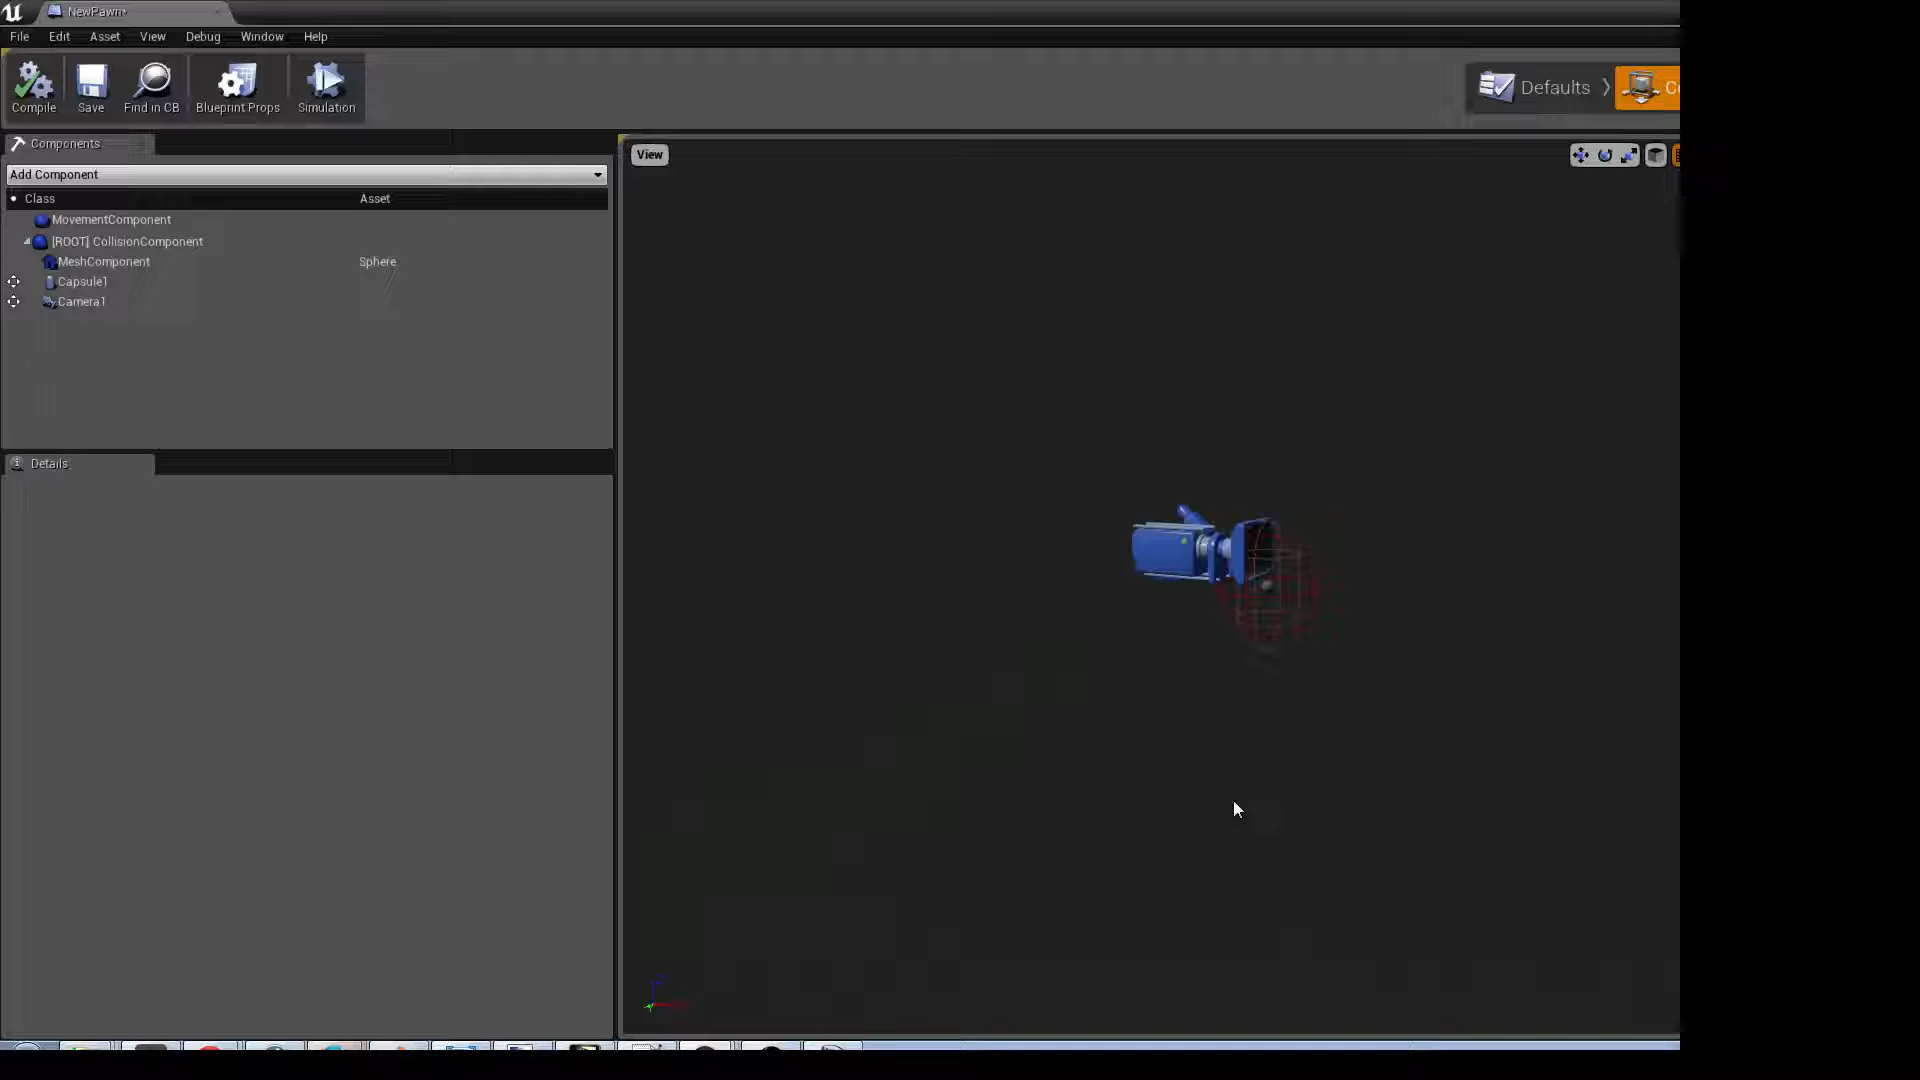 NewPawn*
File Edit Asset View Debug Window Help
Compile Save Find in CB Blueprint Props Simulation
Defaults
Components
Add Component
Class Asset
MovementComponent
[ROOT] CollisionComponent
MeshComponent Sphere
Capsule1
Camera1
Details
View